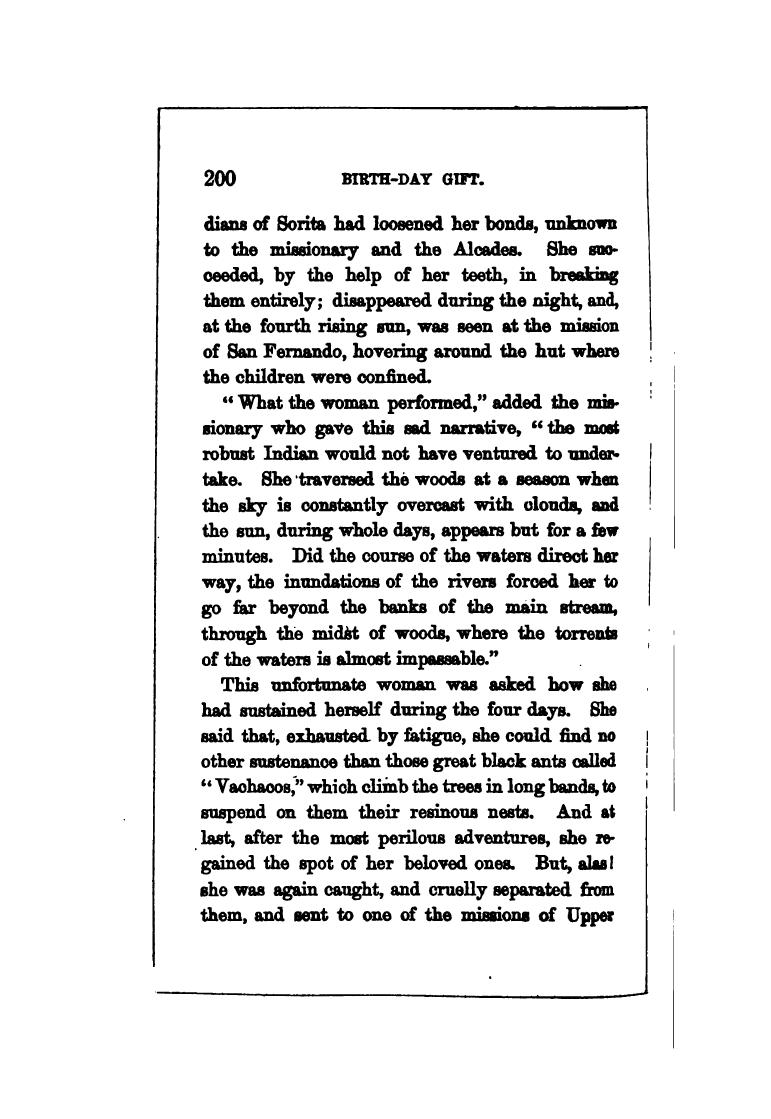 200 BIRTH-DAY GIFT.
dians of Sorita had loosened her bonds, unknown
to the missionary and the Alcades. She suc-
ceeded, by the help of her teeth, in breaking
them entirely; disappeared during the night, and,
at the fourth rising sun, was seen at the mission
of San Fernando, hovering around the hut where
the children were confined.
“What the woman performed,” added the mis-
sionary who gave this sad narrative, “the most
robust Indian would not have ventured to under-
take. She traversed the woods at a season when
the sky is constantly overcast with clouds, and
the sun, during whole days, appears but for a few
minutes. Did the course of the waters direct her
way, the inundations of the rivers forced her to
go far beyond the banks of the main stream,
through the midst of woods, where the torrents
of the waters is almost impassable.”
This unfortunate woman was asked how she
had sustained herself during the four days. She
said that, exhausted by fatigue, she could find no
other sustenance than those great black ants called
“Vachacos,” which climb the trees in long bands, to
suspend on them their resinous nests. And at
last, after the most perilous adventures, she re-
gained the spot of her beloved ones. But, alas!
she was again caught, and cruelly separated from
them, and sent to one of the missions of Upper